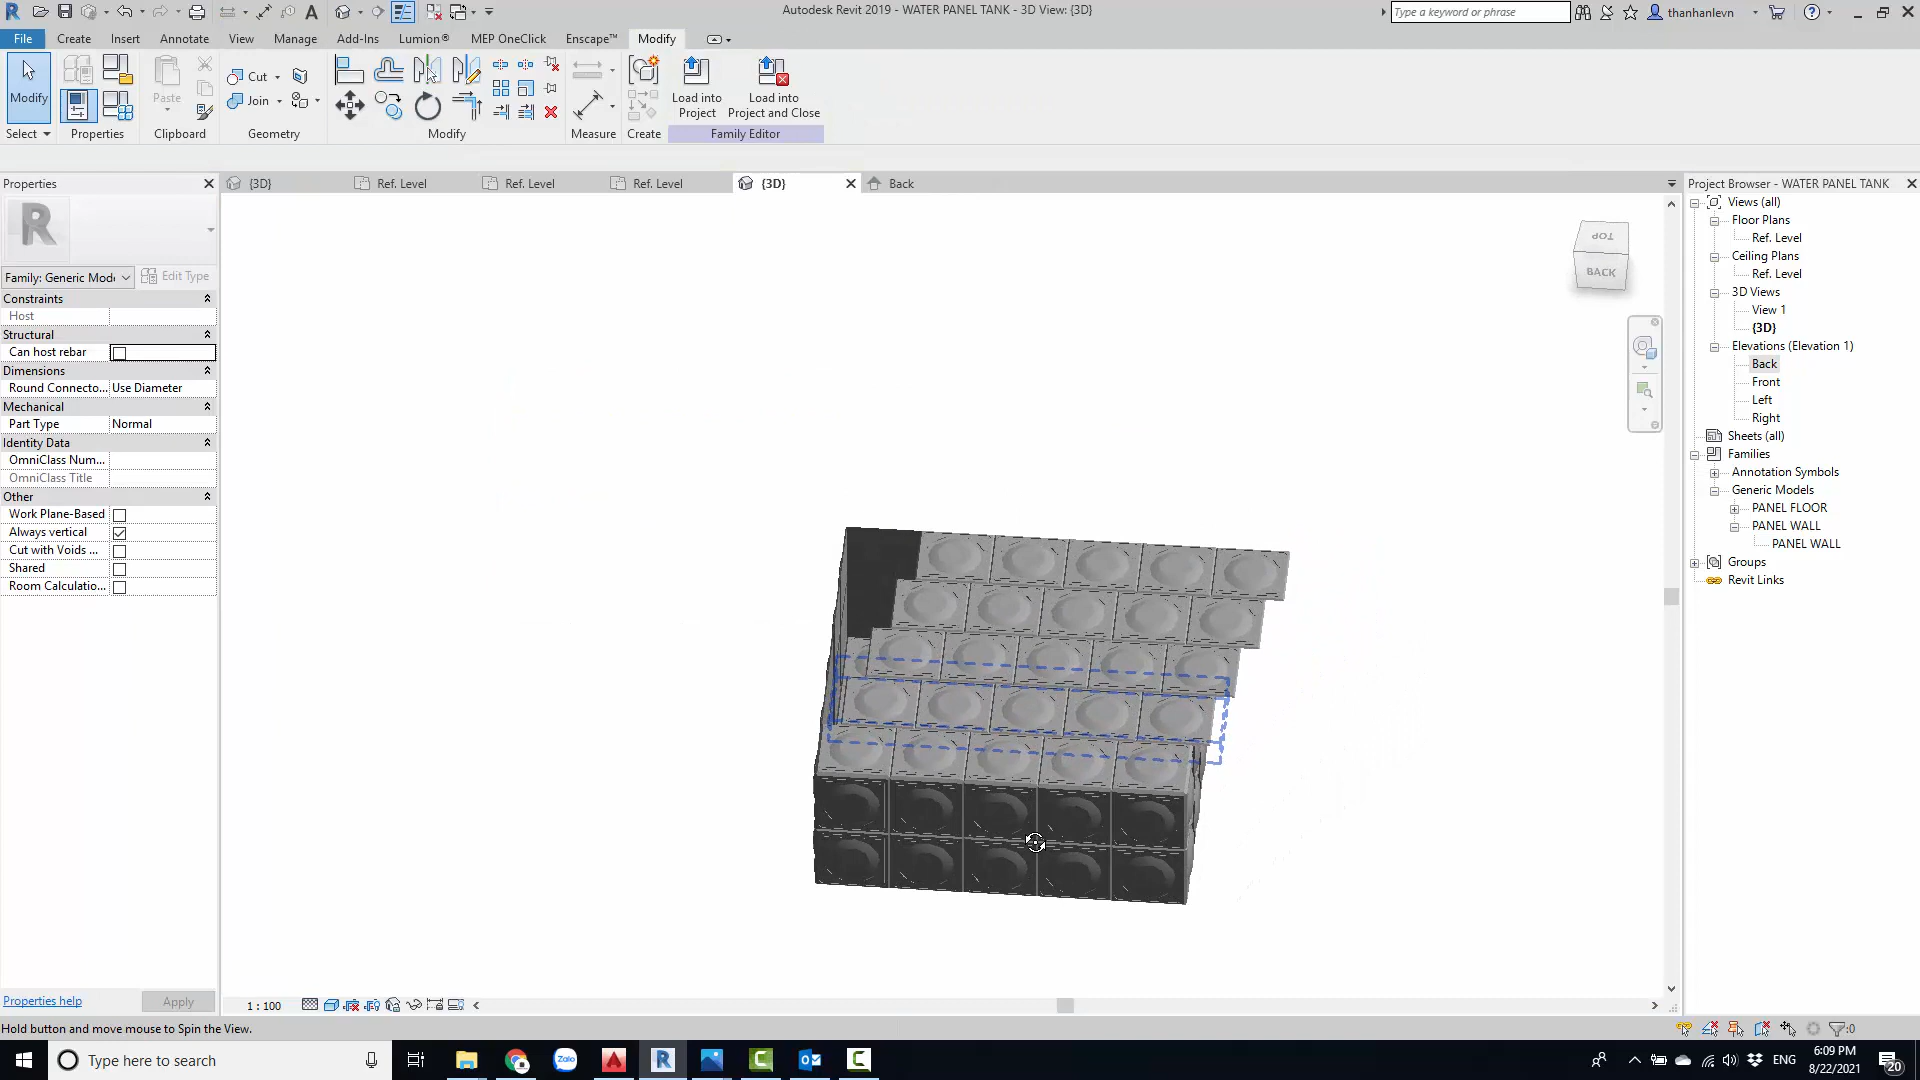 Autodesk Revit 2019 - WATER PANEL TANK - 3D View: {3D}
Type a keyword or phrase
thanhanlevn
File
Create
Insert
Annotate
View
Manage
Add-Ins
Lumion®
MEP OneClick
Enscape™
Modify
Modify
Paste
Cut
Join
Load into
Project
Load into
Project and Close
Select
Properties
Clipboard
Geometry
Modify
Measure
Create
Family Editor
Properties
{3D}
Ref. Level
Ref. Level
Ref. Level
{3D}
Back
Project Browser - WATER PANEL TANK
R
Family: Generic Mod
Edit Type
Constraints
Host
Structural
Can host rebar
Dimensions
Round Connecto... Use Diameter
Mechanical
Part Type Normal
Identity Data
OmniClass Num...
OmniClass Title
Other
Work Plane-Based
Always vertical
Cut with Voids ...
Shared
Room Calculatio...
Properties help
Apply
TOP
BACK
Views (all)
Floor Plans
Ref. Level
Ceiling Plans
Ref. Level
3D Views
View 1
{3D}
Elevations (Elevation 1)
Back
Front
Left
Right
Sheets (all)
Families
Annotation Symbols
Generic Models
PANEL FLOOR
PANEL WALL
PANEL WALL
Groups
Revit Links
1 : 100
Hold button and move mouse to Spin the View.
:0
Type here to search
Zalo
ENG
6:09 PM
8/22/2021
20